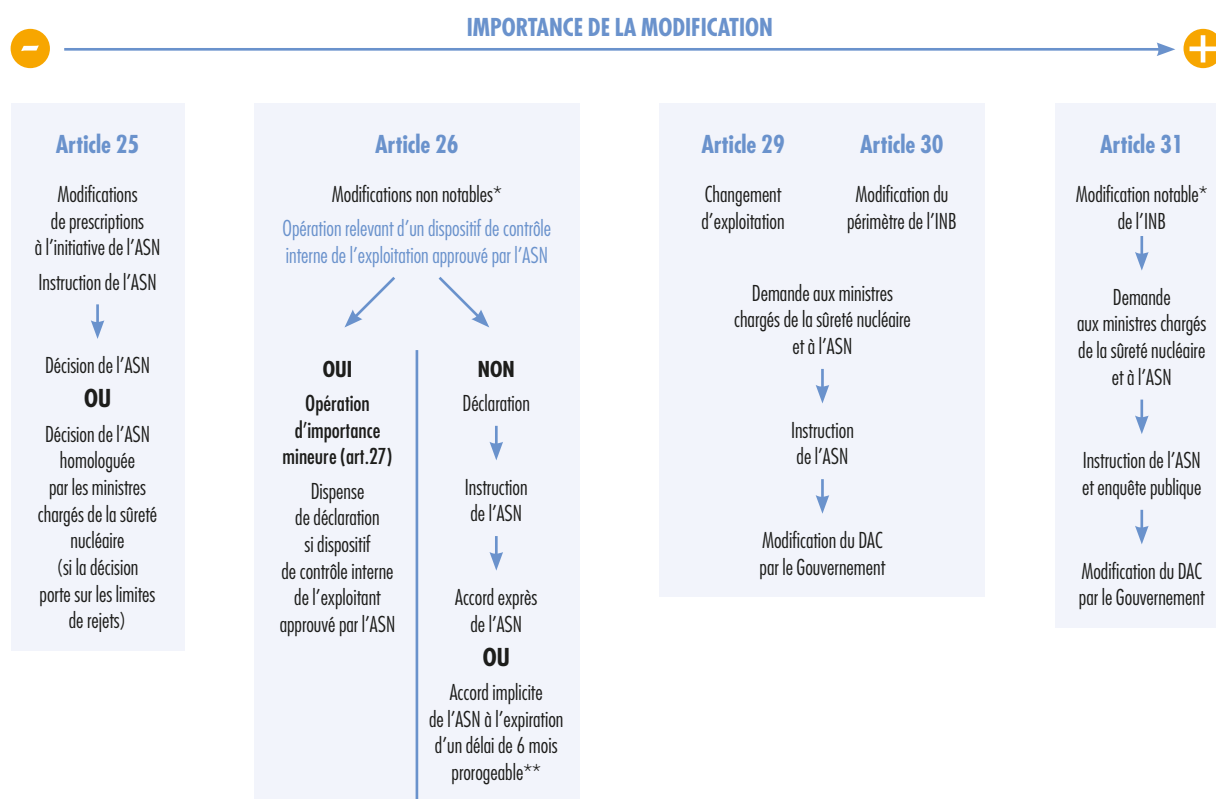 IMPORTANCE DE LA MODIFICATION
-
+
Article 25
Modifications
de prescriptions
à l'initiative de l'ASN
Instruction de l'ASN
Décision de l'ASN
OU
Décision de l'ASN
homologuée
par les ministres
chargés de la sûreté
nucléaire
(si la décision
porte sur les limites
de rejets)
Article 26
Modifications non notables*
Opération relevant d'un dispositif de contrôle
interne de l'exploitation approuvé par l'ASN
OUI
Opération
d'importance
mineure (art.27)
Dispense
de déclaration
si dispositif
de contrôle interne
de l'exploitant
approuvé par l'ASN
NON
Déclaration
Instruction
de l'ASN
Accord exprès
de l'ASN
OU
Accord implicite
de l'ASN à l'expiration
d'un délai de 6 mois
prorogeable**
Article 29
Changement
d'exploitation
Article 30
Modification du
périmètre de l'INB
Demande aux ministres
chargés de la sûreté nucléaire
et à l'ASN
Instruction
de l'ASN
Modification du DAC
par le Gouvernement
Article 31
Modification notable*
de l'INB
Demande
aux ministres chargés
de la sûreté nucléaire
et à l'ASN
Instruction de l'ASN
et enquête publique
Modification du DAC
par le Gouvernement